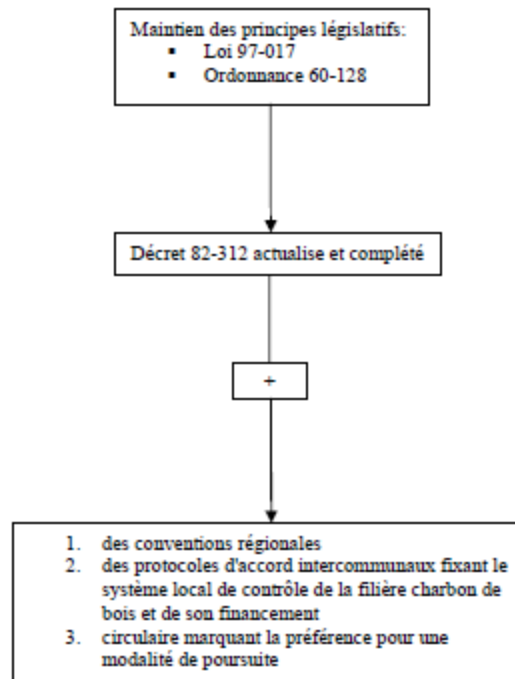 Maintien des principes législatifs:
▪ Loi 97-017
▪ Ordonnance 60-128
Décret 82-312 actualise et complété
+
1. des conventions régionales
2. des protocoles d'accord intercommunaux fixant le
système local de contrôle de la filière charbon de
bois et de son financement
3. circulaire marquant la préférence pour une
modalité de poursuite